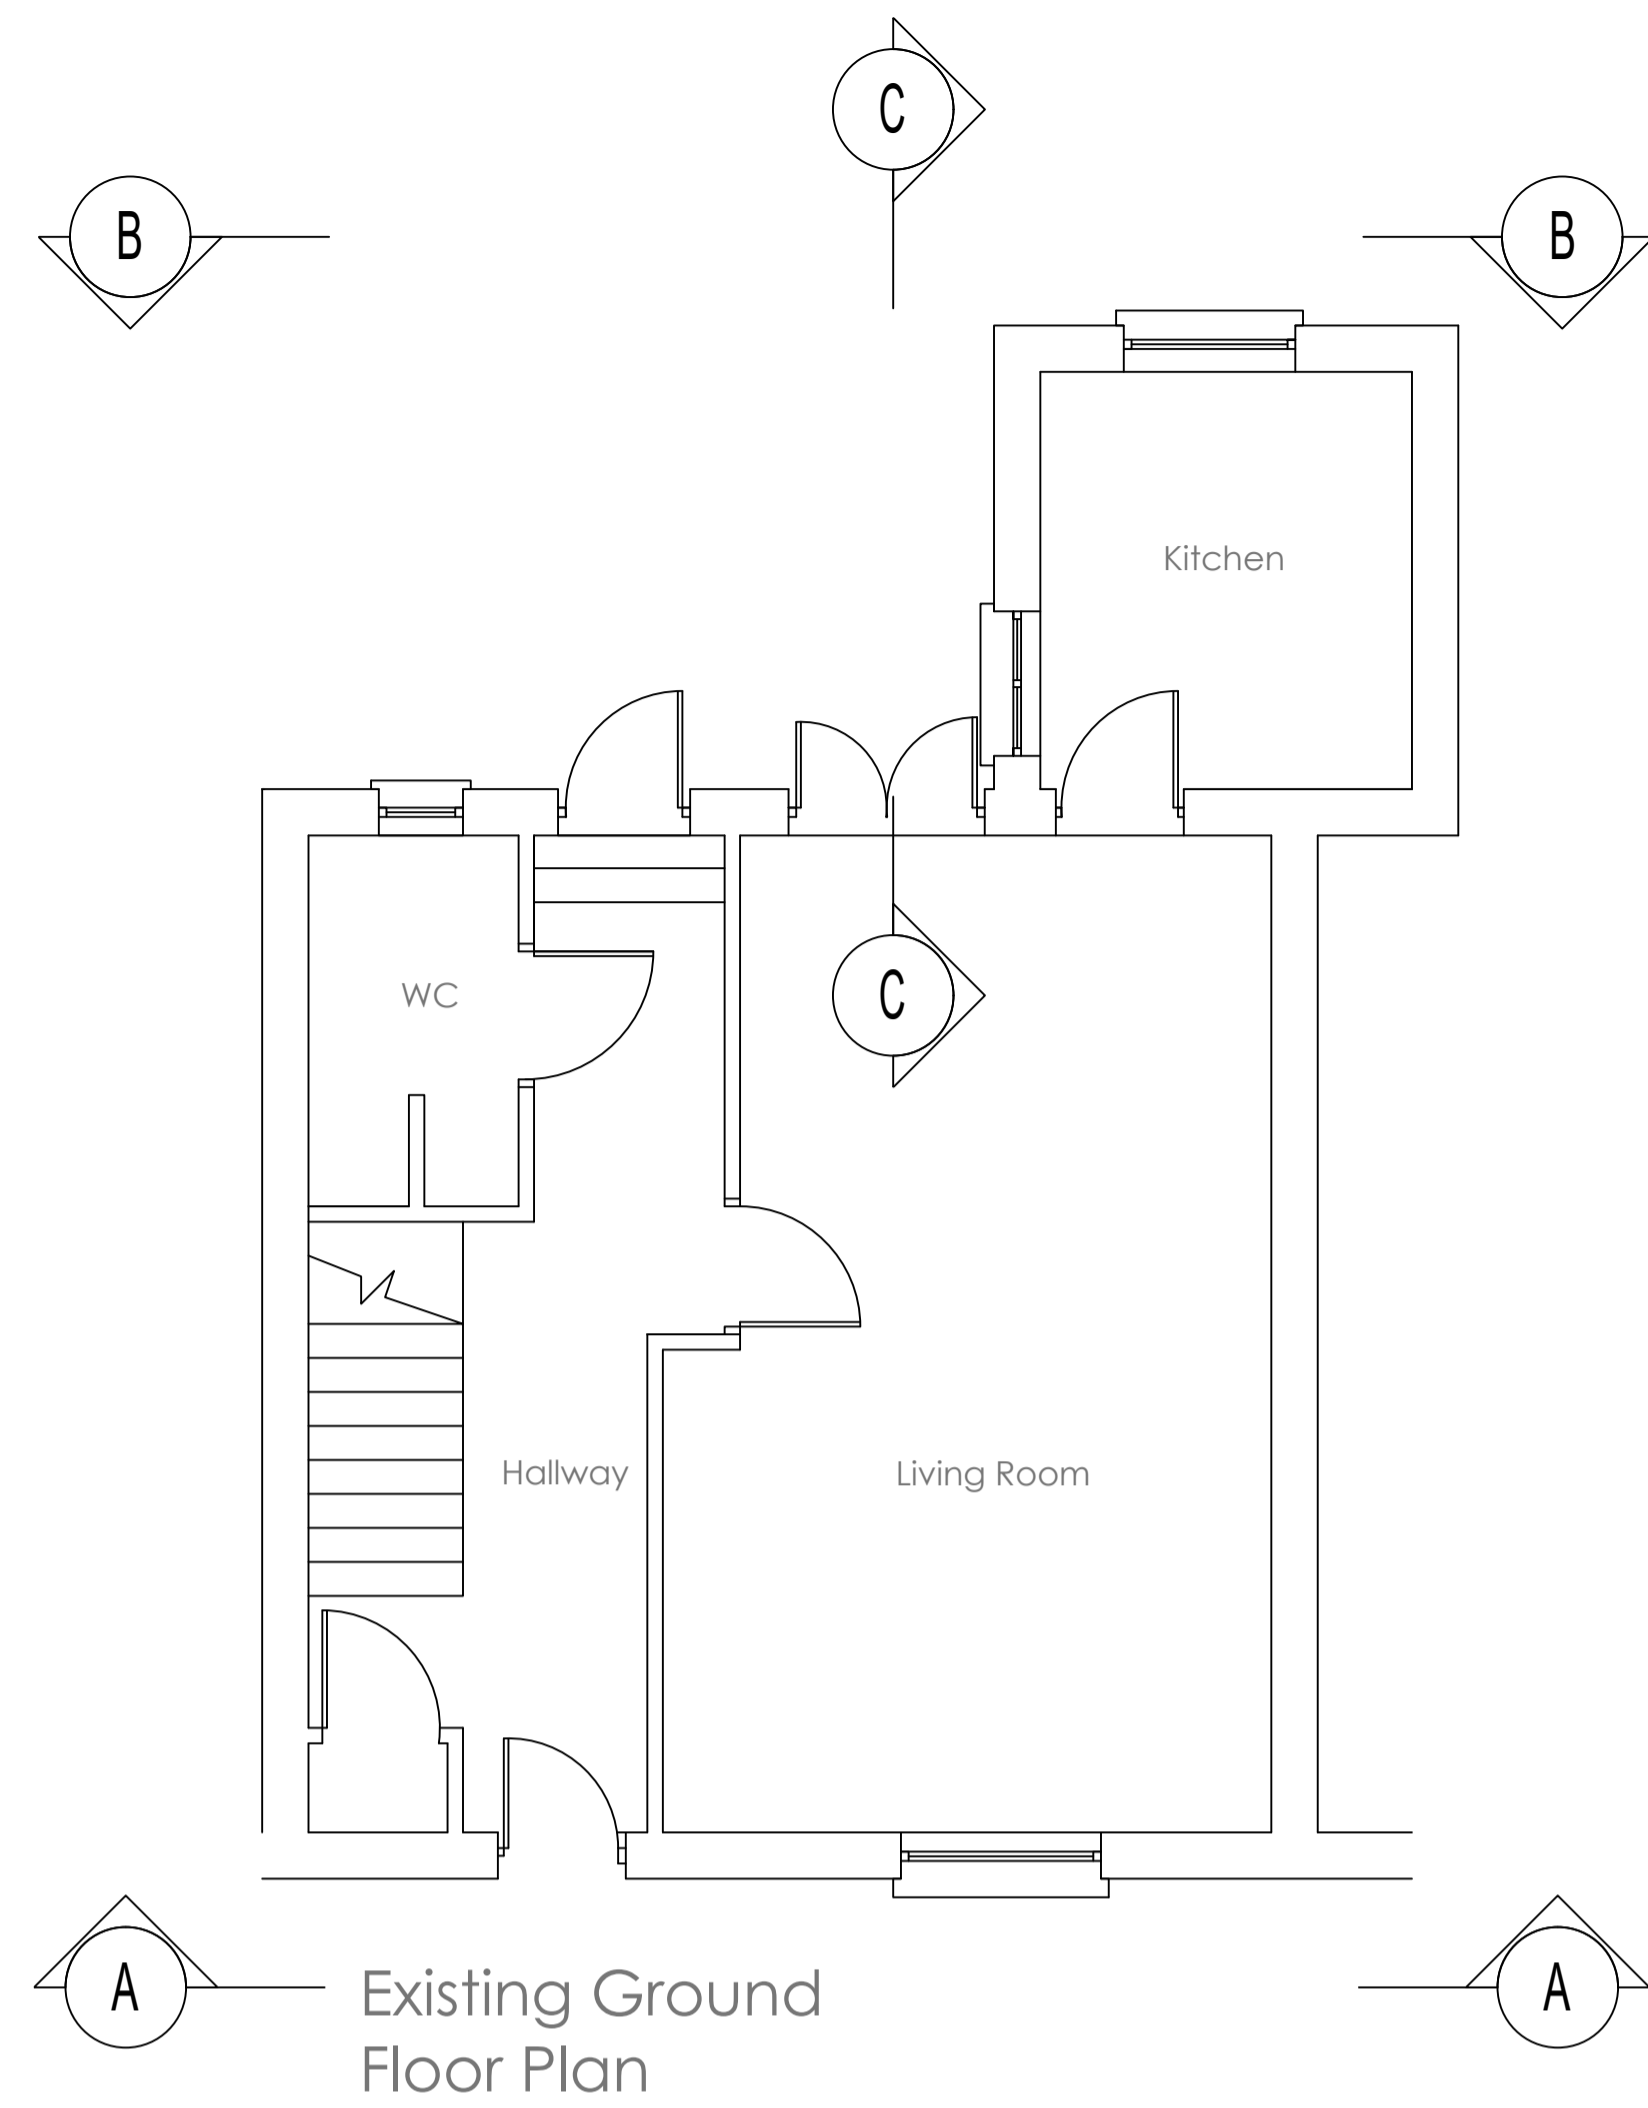 C
B
B
Kitchen
WC
C
Hallway
Living Room
A
A
Existing Ground
Floor Plan